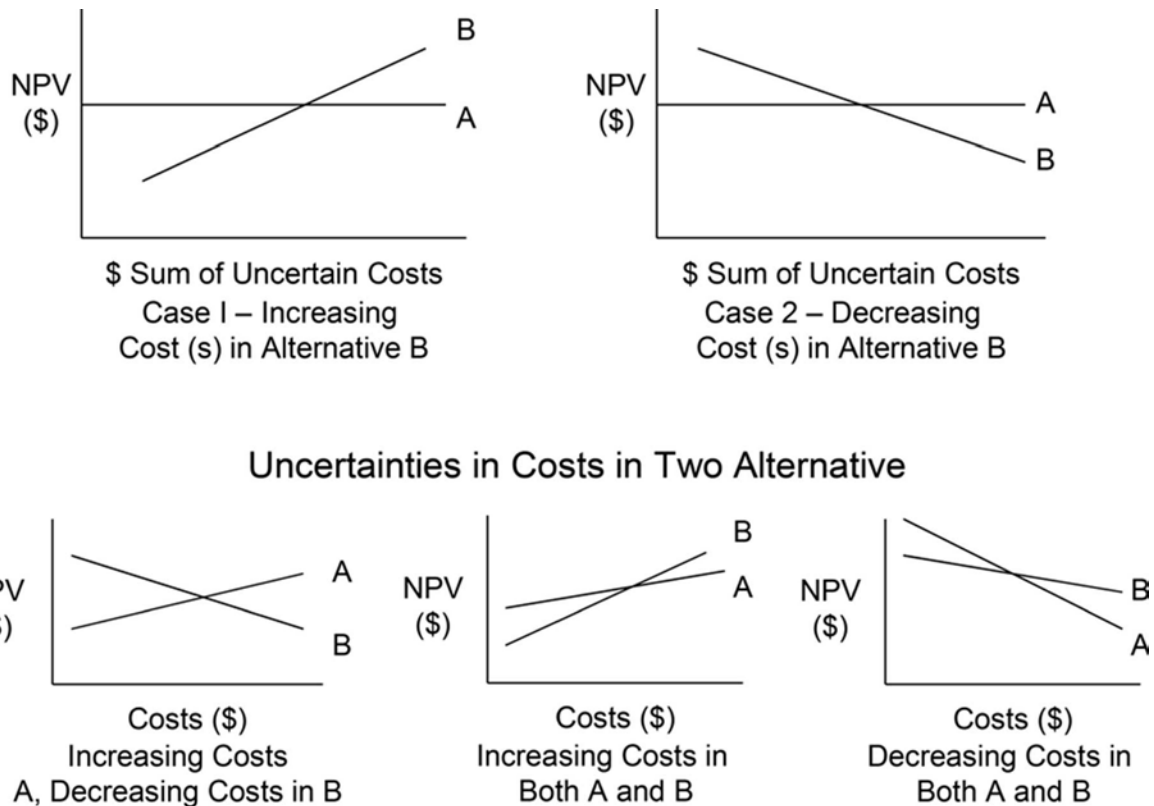 B
NPV
($)
A
$ Sum of Uncertain Costs
Case I – Increasing
Cost (s) in Alternative B
NPV
($)
A
B
$ Sum of Uncertain Costs
Case 2 – Decreasing
Cost (s) in Alternative B
Uncertainties in Costs in Two Alternative
A
B
Costs ($)
Increasing Costs
A, Decreasing Costs in B
B
NPV
($)
A
Costs ($)
Increasing Costs in
Both A and B
NPV
($)
B
A
Costs ($)
Decreasing Costs in
Both A and B